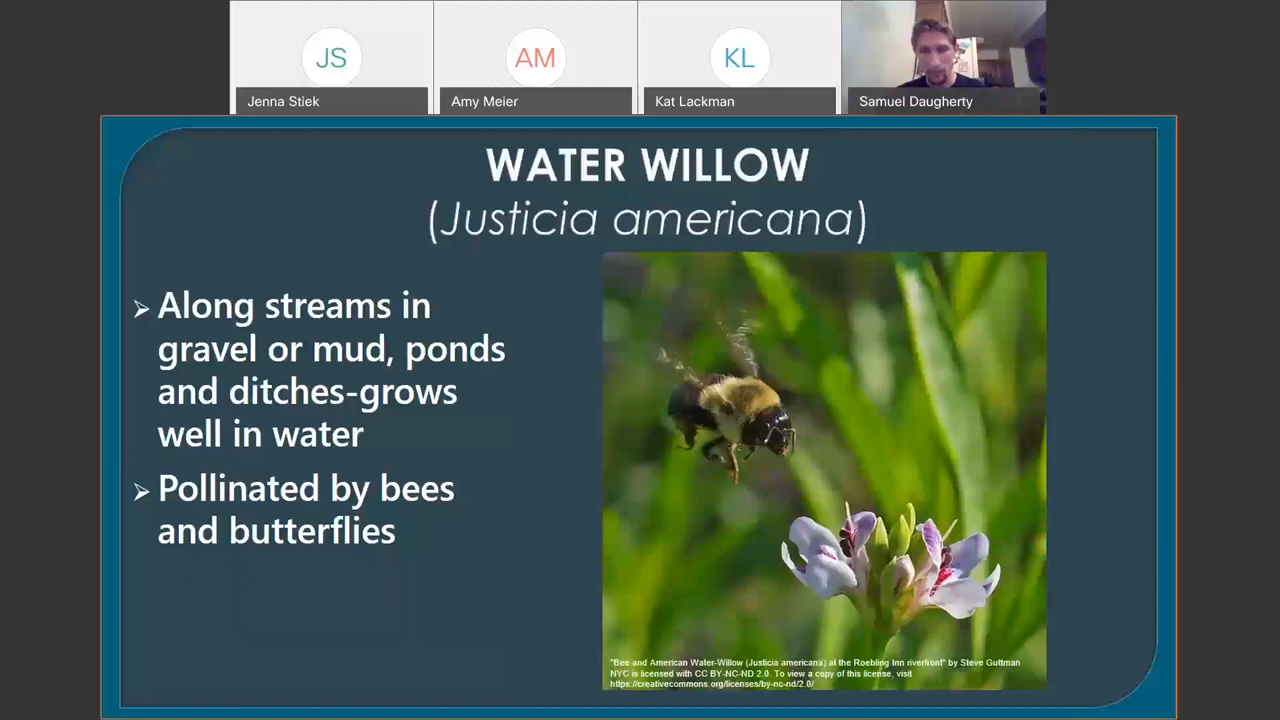 JS
AM
KL
Jenna Stiek
Amy Meier
Kat Lackman
Samuel Daugherty
WATER WILLOW
(Justicia americana)
➢ Along streams in
gravel or mud, ponds
and ditches-grows
well in water
➢ Pollinated by bees
and butterflies
"Bee and American Water-Willow (Justicia americana) at the Roebling Inn riverfront" by Steve Guttman
NYC is licensed with CC BY-NC-ND 2.0. To view a copy of this license, visit
https://creativecommons.org/licenses/by-nc-nd/2.0/